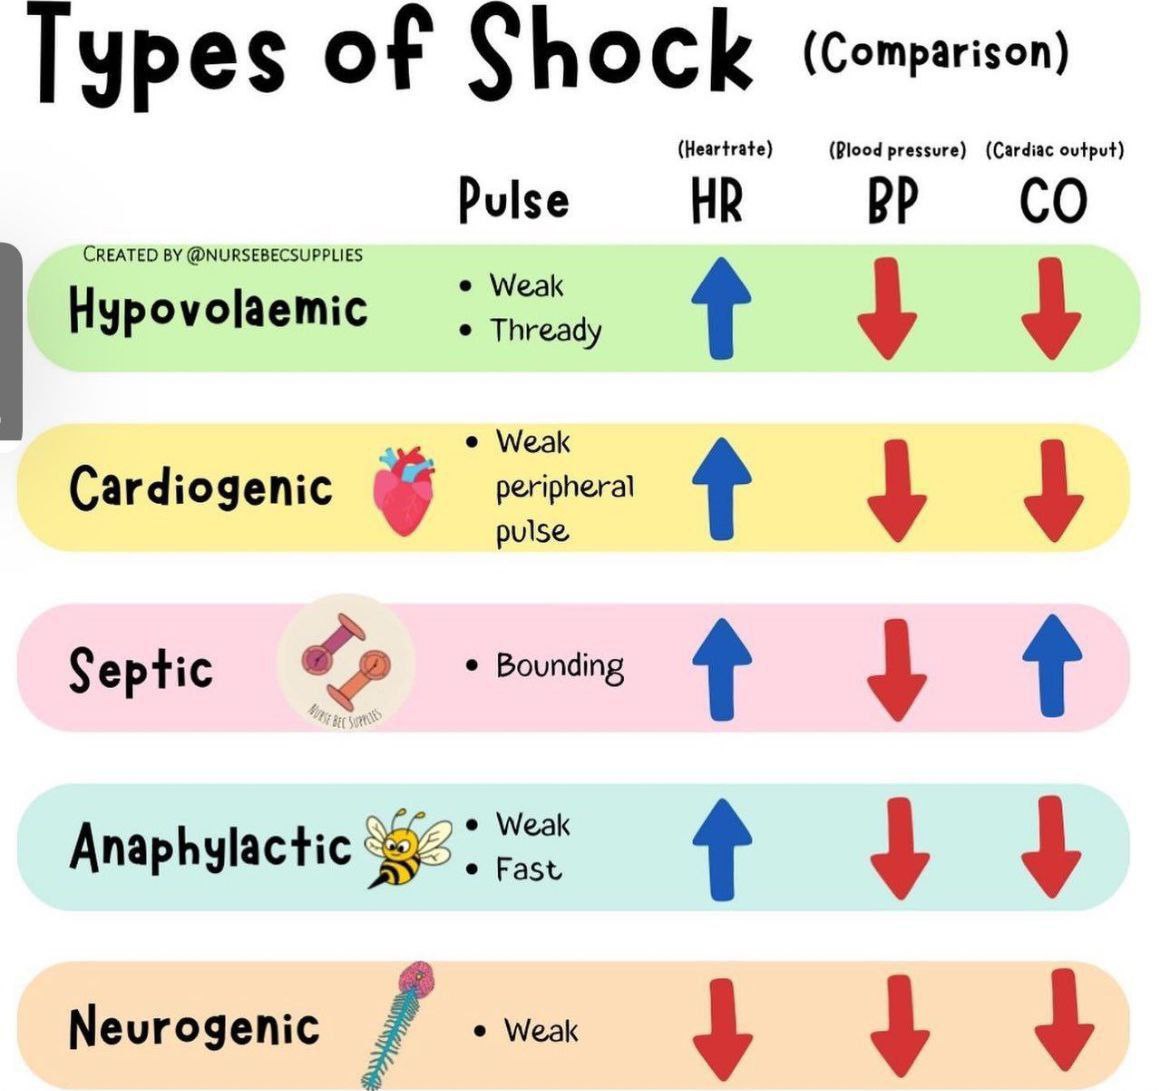 Types of Shock (Comparison)
(Heartrate) (Blood pressure) (Cardiac output)
Pulse HR BP CO
CREATED BY @NURSEBECSUPPLIES
Hypovolaemic
• Weak
• Thready
Cardiogenic
• Weak
peripheral
pulse
Septic
NURSE BEC SUPPLIES
• Bounding
Anaphylactic
• Weak
• Fast
Neurogenic
• Weak